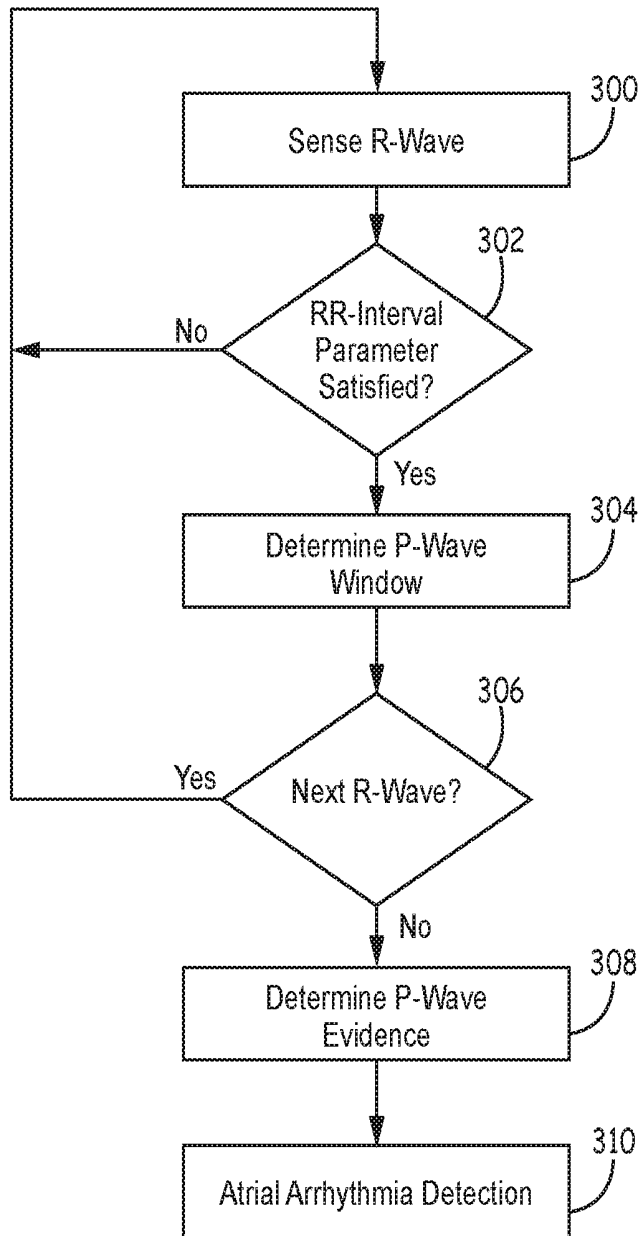 300
Sense R-Wave
302
RR-Interval
Parameter
Satisfied?
No
Yes
304
Determine P-Wave
Window
306
Next R-Wave?
Yes
No
308
Determine P-Wave
Evidence
310
Atrial Arrhythmia Detection